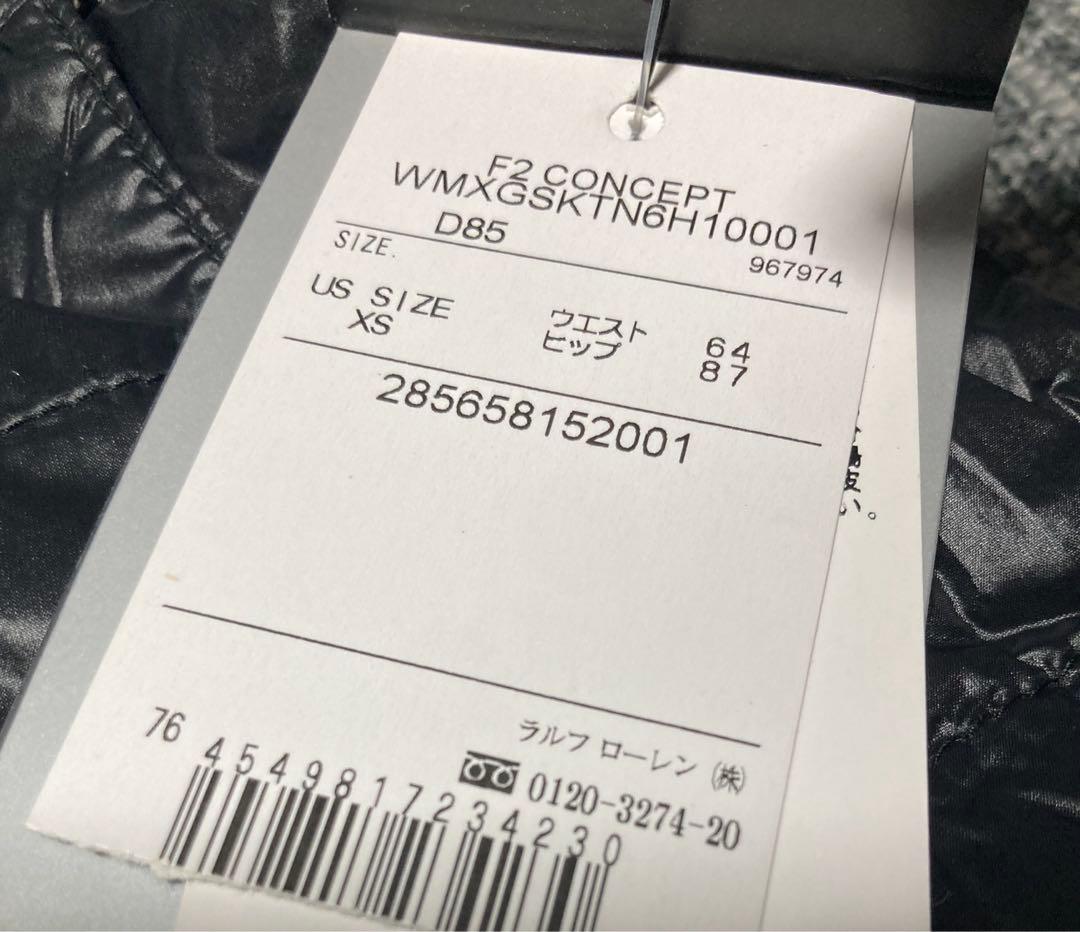 F2 CONCEPT
WMXGSKTN6H10001
D85
967974
SIZE.
US SIZE
XS
ウエスト 64
ヒップ 87
285658152001
い。
ラルフ ローレン (株)
0120-3274-20
76
4549817234230